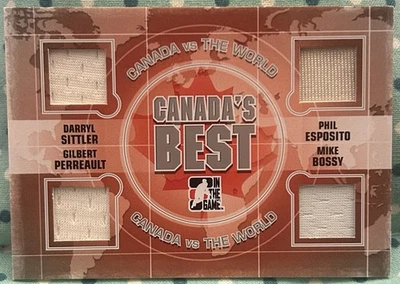 CANADA VS THE WORLD
CANADA'S
BEST
DARRYL
SITTLER
GILBERT
PERREAULT
PHIL
ESPOSITO
MIKE
BOSSY
IN
THE
GAME
CANADA VS THE WORLD